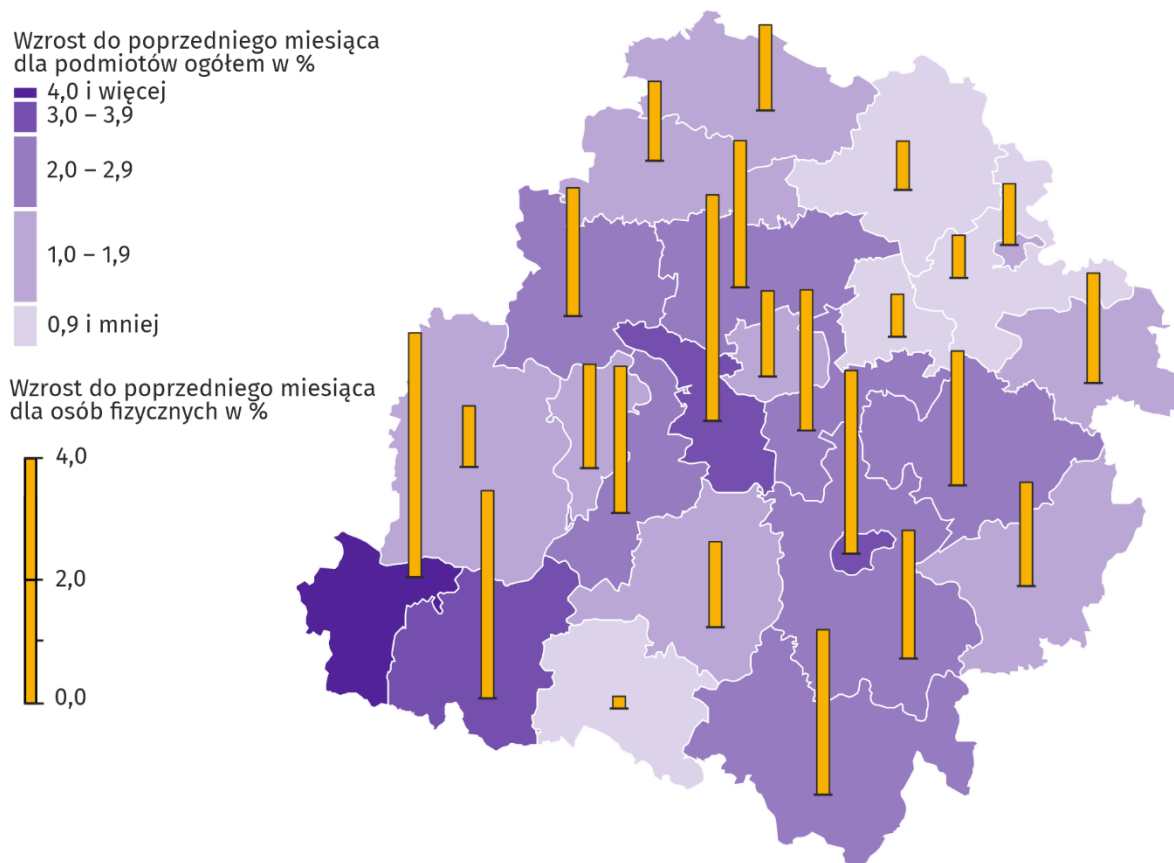 Wzrost do poprzedniego miesiąca
dla podmiotów ogółem w %
4,0 i więcej
3,0 – 3,9
2,0 – 2,9
1,0 – 1,9
0,9 i mniej
Wzrost do poprzedniego miesiąca
dla osób fizycznych w %
4,0
2,0
0,0